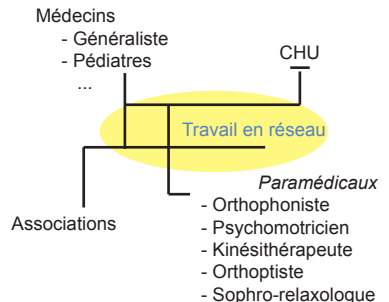 Médecins
- Généraliste
- Pédiatres
...
CHU
Travail en réseau
Associations
Paramédicaux
- Orthophoniste
- Psychomotricien
- Kinésithérapeute
- Orthoptiste
- Sophro-relaxologue